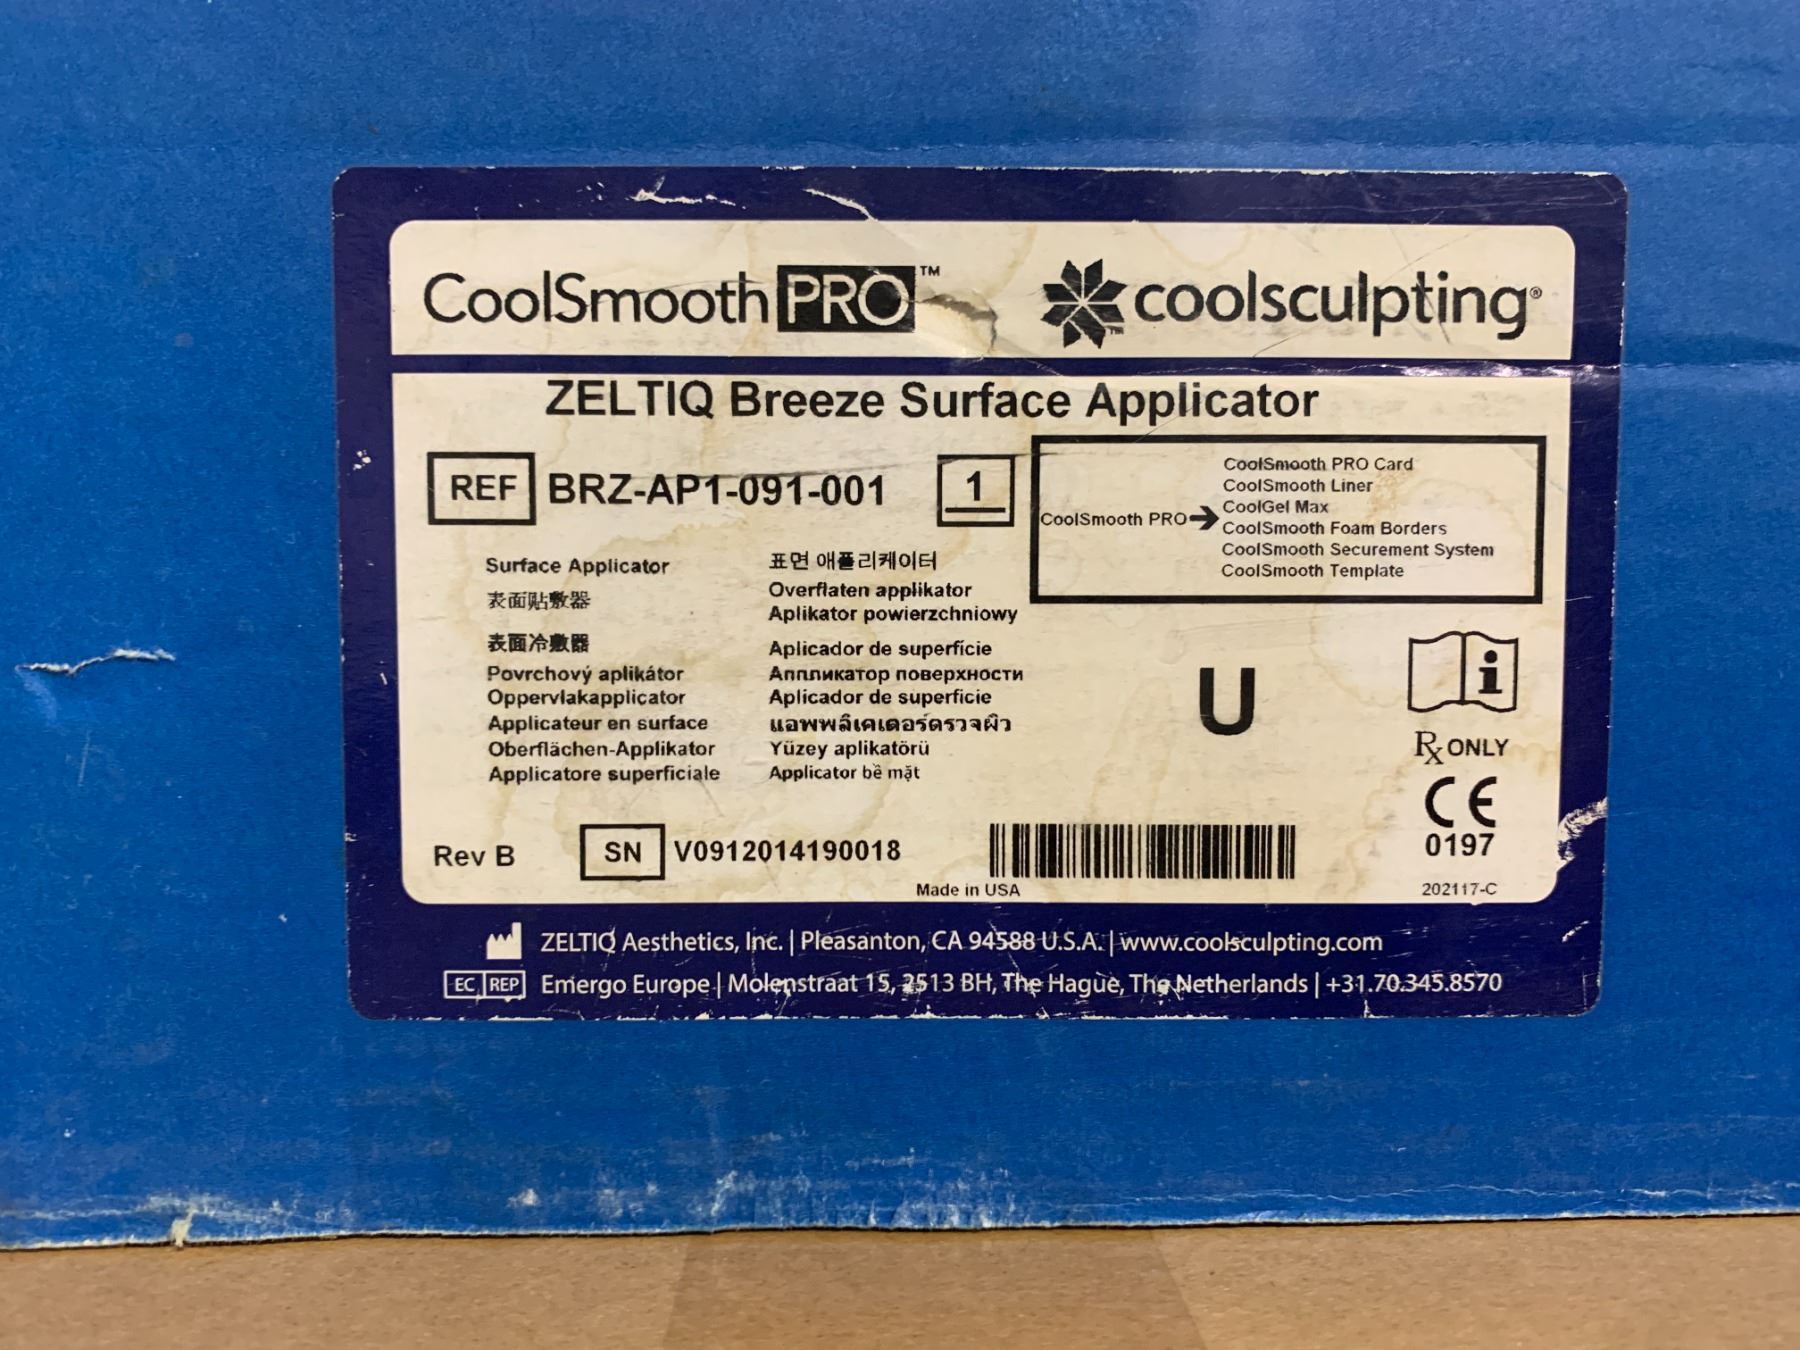 CoolSmooth PRO™
coolsculpting®
ZELTIQ Breeze Surface Applicator
REF BRZ-AP1-091-001
1
CoolSmooth PRO→
CoolSmooth PRO Card
CoolSmooth Liner
CoolGel Max
CoolSmooth Foam Borders
CoolSmooth Securement System
CoolSmooth Template
Surface Applicator
表面貼敷器
表面冷敷器
Povrchový aplikátor
Oppervlakapplicator
Applicateur en surface
Oberflächen-Applikator
Applicatore superficiale
표면 애플리케이터
Overflaten applikator
Aplikator powierzchniowy
Aplicador de superfície
Аппликатор поверхности
Aplicador de superficie
แอพพลิเคเตอร์ตรวจผิว
Yüzey aplikatörü
Applicator bề mặt
U
i
Rx ONLY
CE
0197
Rev B
SN V0912014190018
Made in USA
202117-C
ZELTIQ Aesthetics, Inc. | Pleasanton, CA 94588 U.S.A. | www.coolsculpting.com
EC REP Emergo Europe | Molenstraat 15, 2513 BH, The Hague, The Netherlands | +31.70.345.8570